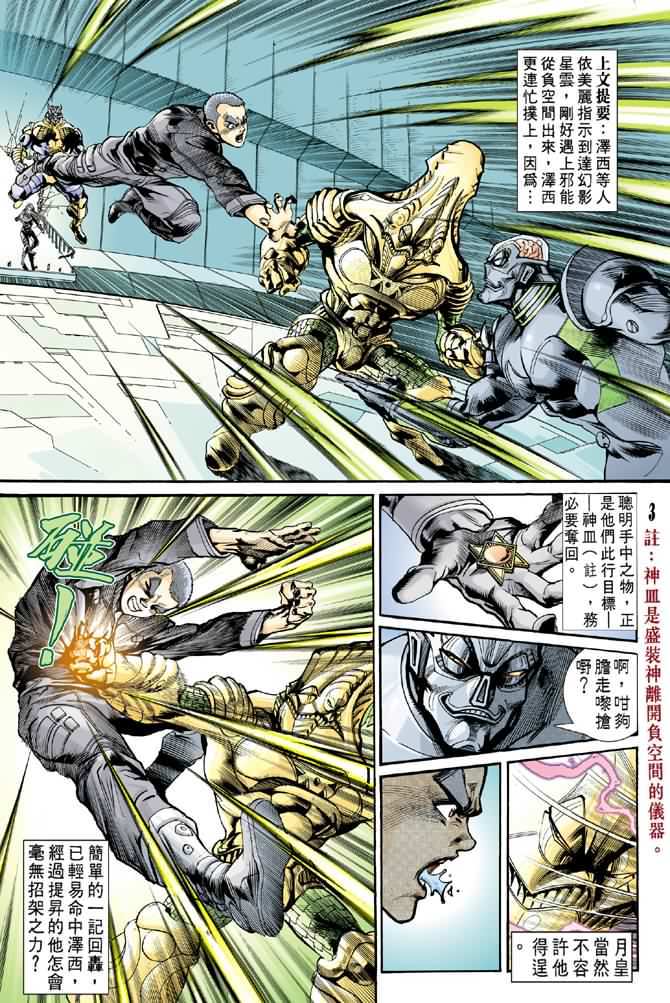 上文提要：澤西等人
依美麗指示到達幻影
星雲，剛好遇上邪能
從負空間出來，澤西
更連忙撲上，因爲…
聰明手中之物，正
是他們此行目標—
—神皿（註），務
必要奪回。
啊，咁夠
膽走嚟搶
嘢？
月皇
當然
不容
許他
得逞
。
碰！
簡單的一記回轟，
已輕易命中澤西，
經過提昇的他怎會
毫無招架之力？
3 註：神皿是盛裝神離開負空間的儀器。